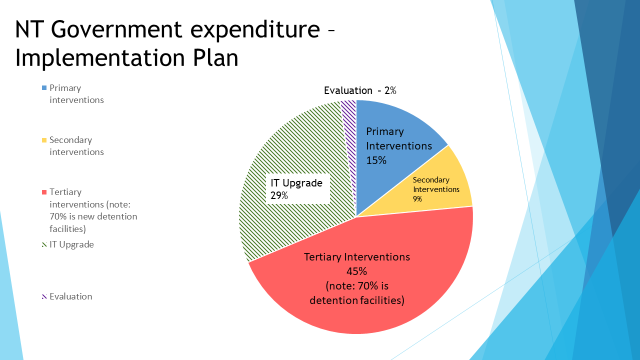 NT Government expenditure –
Implementation Plan
Primary
interventions
Secondary
interventions
Tertiary
interventions (note:
70% is new detention
facilities)
IT Upgrade
Evaluation
Evaluation - 2%
Primary
Interventions
15%
Secondary
Interventions
9%
IT Upgrade
29%
Tertiary Interventions
45%
(note: 70% is
detention facilities)